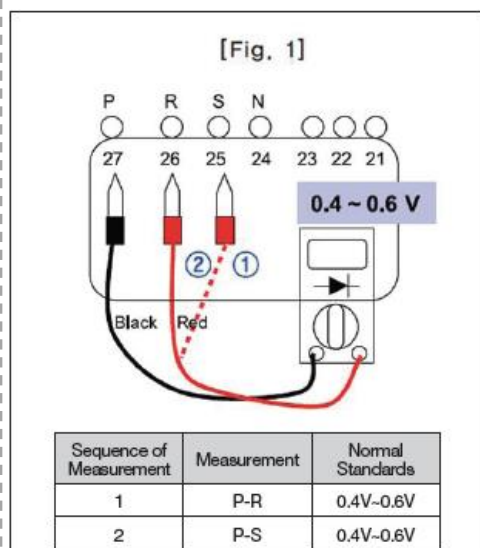 [Fig. 1]
P R S N
27 26 25 24 23 22 21
0.4 ~ 0.6 V
② ①
Black Red
Sequence of Measurement Measurement Normal Standards
1 P-R 0.4V~0.6V
2 P-S 0.4V~0.6V